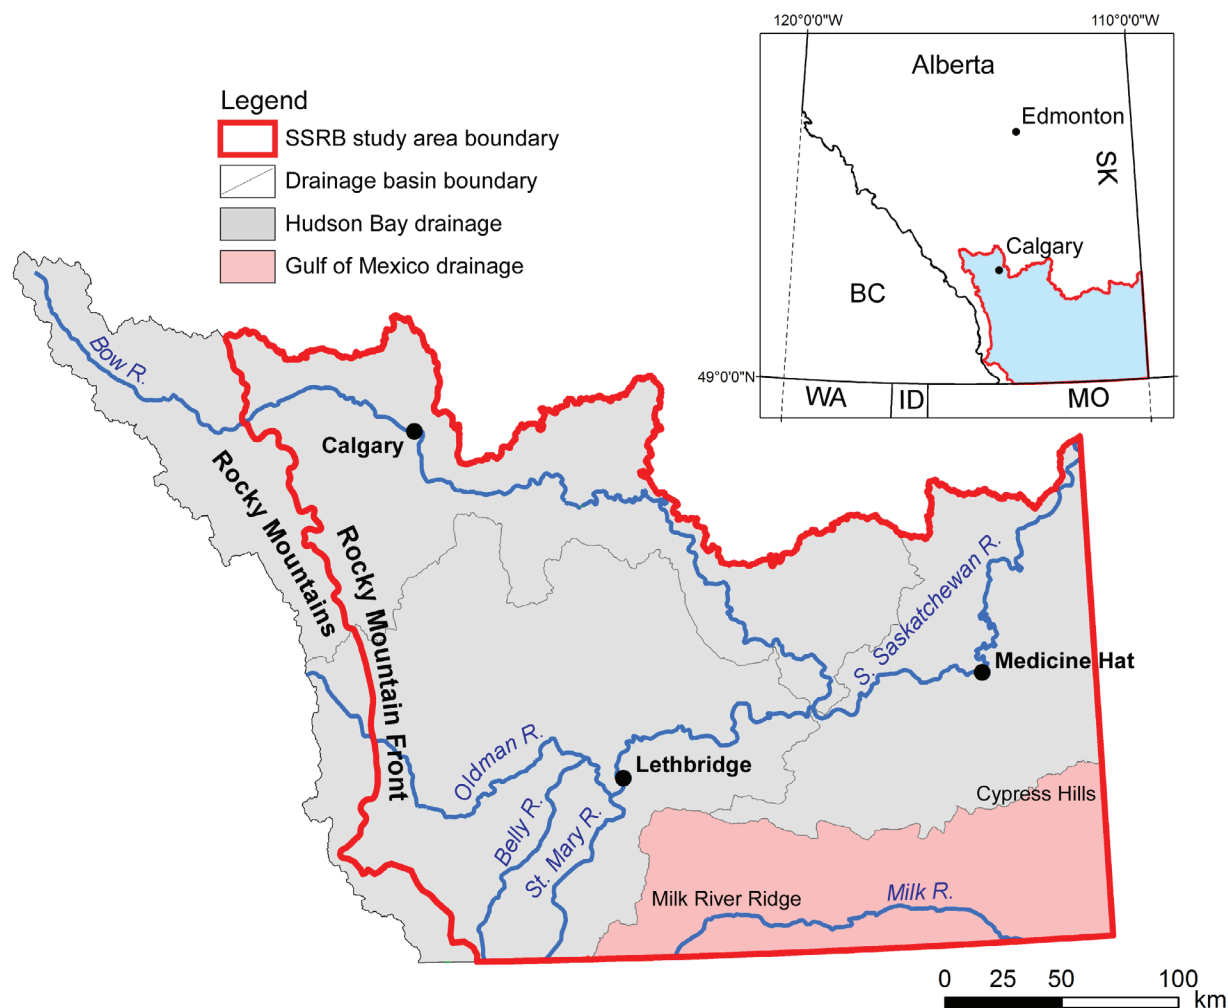 120°0'0"W
110°0'0"W
Alberta
Edmonton
SK
Calgary
BC
49°0'0"N
WA
ID
MO
Legend
SSRB study area boundary
Drainage basin boundary
Hudson Bay drainage
Gulf of Mexico drainage
Bow R.
Calgary
Rocky Mountains
Rocky Mountain Front
S. Saskatchewan R.
Medicine Hat
Oldman R.
Lethbridge
Belly R.
St. Mary R.
Cypress Hills
Milk River Ridge
Milk R.
0 25 50 100
km